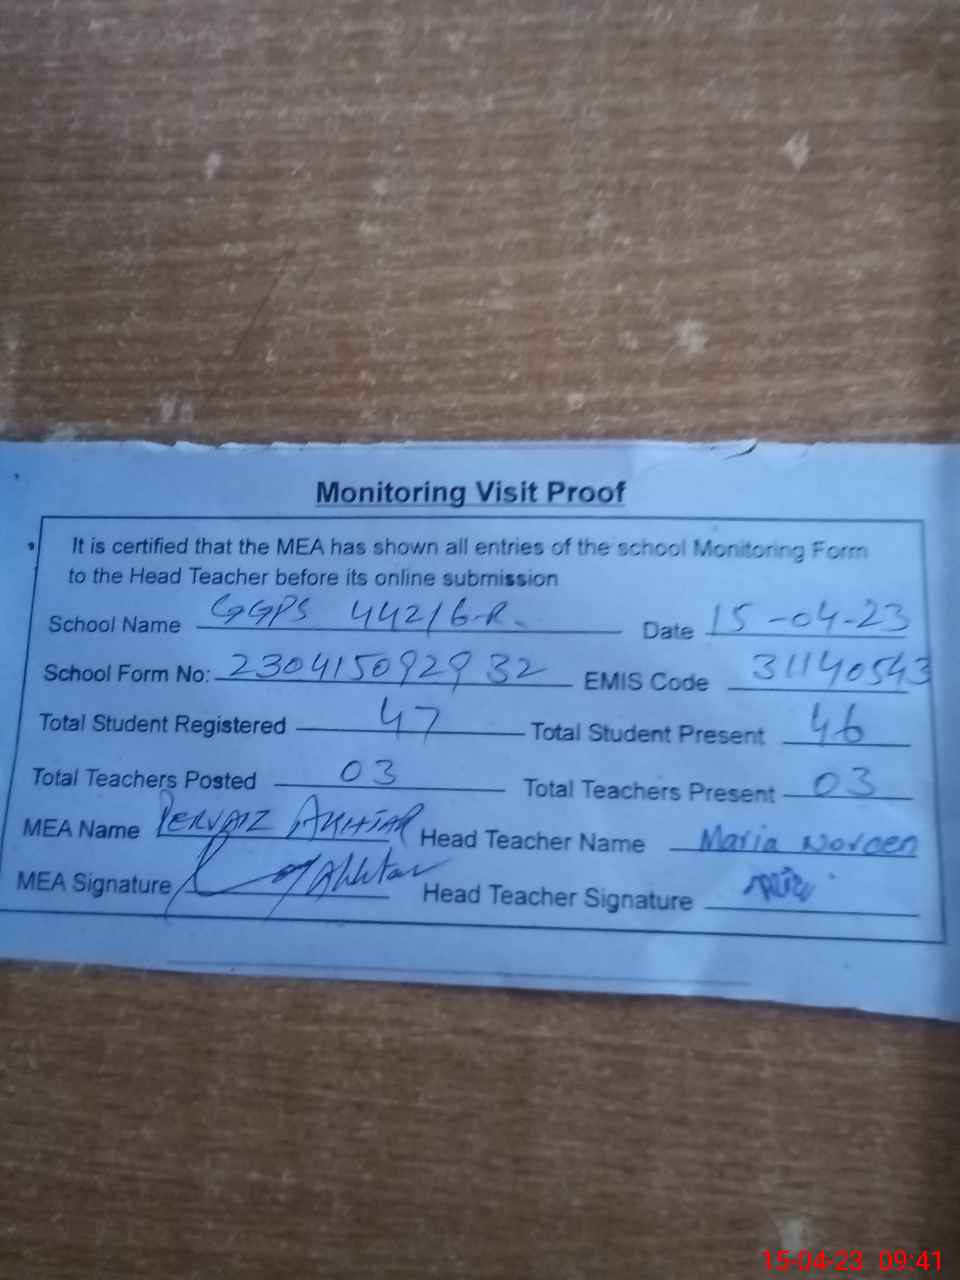 Monitoring Visit Proof
It is certified that the MEA has shown all entries of the school Monitoring Form
to the Head Teacher before its online submission
School Name GGPS 442/6-R. Date 15-04-23
School Form No: 230415092932 EMIS Code 31140543
Total Student Registered 47 Total Student Present 46
Total Teachers Posted 03 Total Teachers Present 03
MEA Name PERVAIZ AKHTAR Head Teacher Name Maria Noreen
MEA Signature Akhtar Head Teacher Signature
15-04-23 09:41